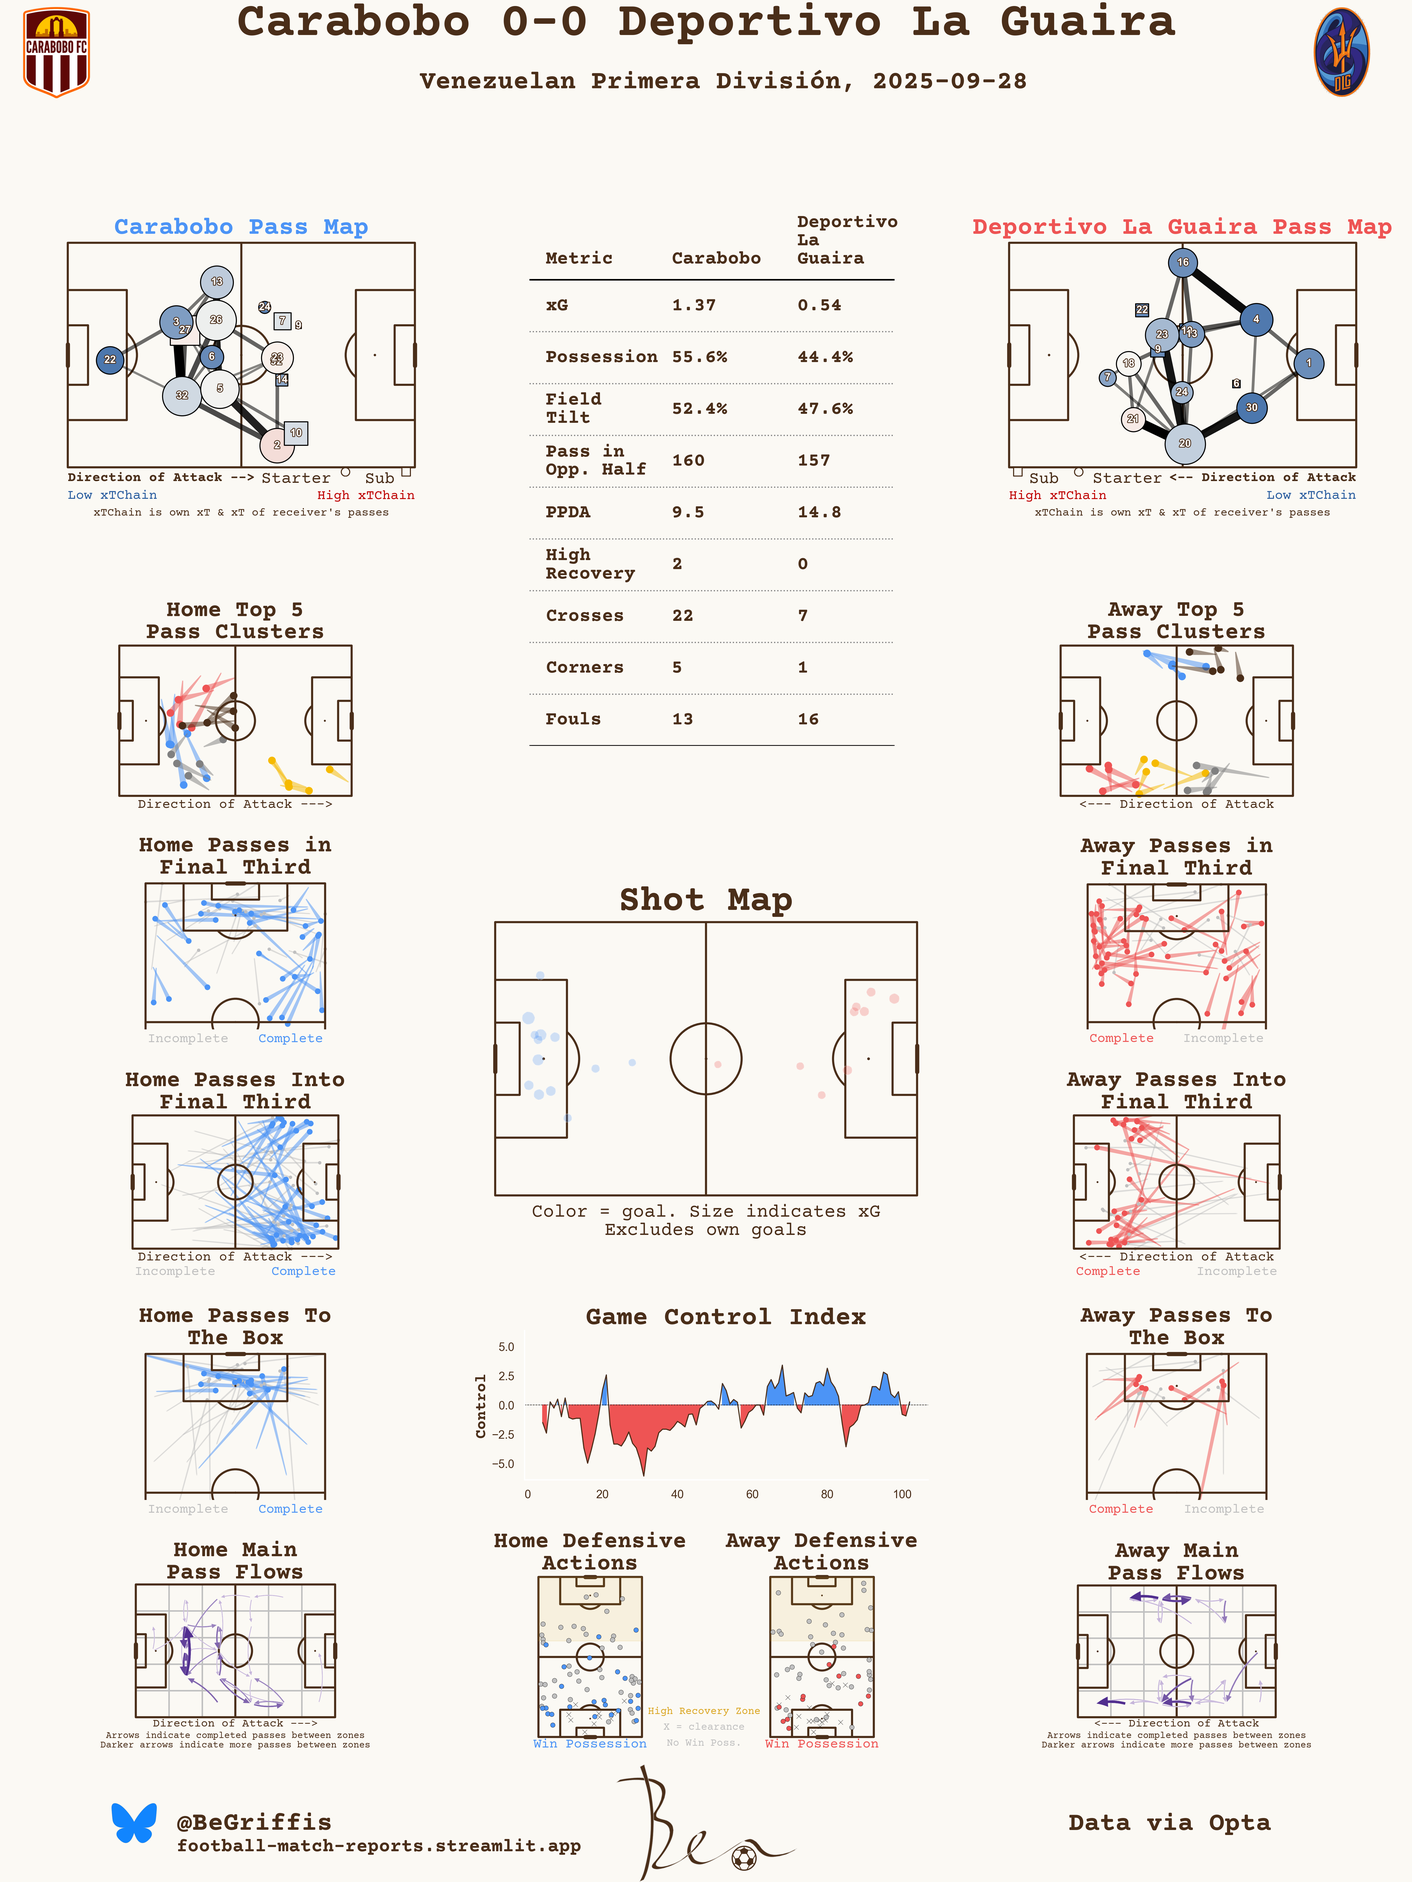 Carabobo 0-0 Deportivo La Guaira
Venezuelan Primera División, 2025-09-28
CARABOBO FC
DLG
Carabobo Pass Map
13
3
27
26
24
7
9
22
6
23
32
5
14
2
10
Direction of Attack --> Starter Sub
Low xTChain High xTChain
xTChain is own xT & xT of receiver's passes
Metric Carabobo Deportivo
La
Guaira
xG 1.37 0.54
Possession 55.6% 44.4%
Field
Tilt 52.4% 47.6%
Pass in
Opp. Half 160 157
PPDA 9.5 14.8
High
Recovery 2 0
Crosses 22 7
Corners 5 1
Fouls 13 16
Deportivo La Guaira Pass Map
16
22
4
23
13
9
18
1
7
6
24
21
30
20
Sub Starter <-- Direction of Attack
High xTChain Low xTChain
xTChain is own xT & xT of receiver's passes
Home Top 5
Pass Clusters
Direction of Attack --->
Away Top 5
Pass Clusters
<--- Direction of Attack
Home Passes in
Final Third
Incomplete Complete
Away Passes in
Final Third
Complete Incomplete
Shot Map
Color = goal. Size indicates xG
Excludes own goals
Home Passes Into
Final Third
Direction of Attack --->
Incomplete Complete
Away Passes Into
Final Third
<--- Direction of Attack
Complete Incomplete
Home Passes To
The Box
Incomplete Complete
Game Control Index
Control
5.0
2.5
0.0
−2.5
−5.0
0 20 40 60 80 100
Away Passes To
The Box
Complete Incomplete
Home Main
Pass Flows
Direction of Attack --->
Arrows indicate completed passes between zones
Darker arrows indicate more passes between zones
Home Defensive
Actions
Win Possession
High Recovery Zone
X = clearance
No Win Poss.
Away Defensive
Actions
Win Possession
Away Main
Pass Flows
<--- Direction of Attack
Arrows indicate completed passes between zones
Darker arrows indicate more passes between zones
@BeGriffis
football-match-reports.streamlit.app
Ben
Data via Opta